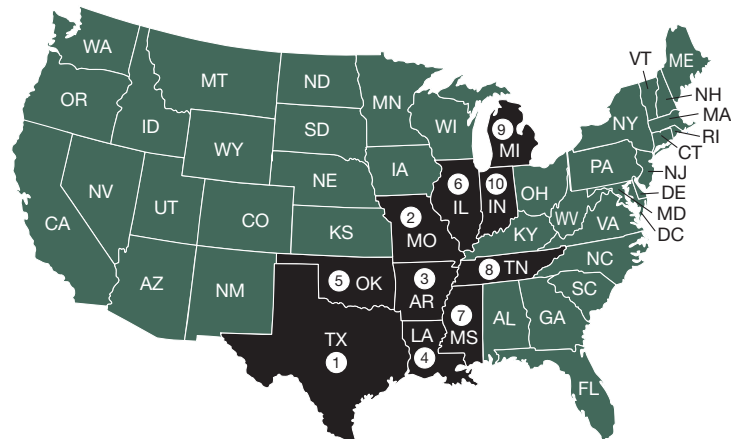 WA
MT
ND
MN
VT
ME
OR
ID
SD
WI
9
MI
NY
NH
MA
RI
CT
WY
IA
PA
NJ
NV
NE
6
IL
10
IN
OH
DE
MD
DC
UT
CO
2
MO
WV
VA
CA
KS
KY
AZ
NM
5 OK
3
AR
8 TN
NC
SC
TX
1
LA
4
7
MS
AL
GA
FL